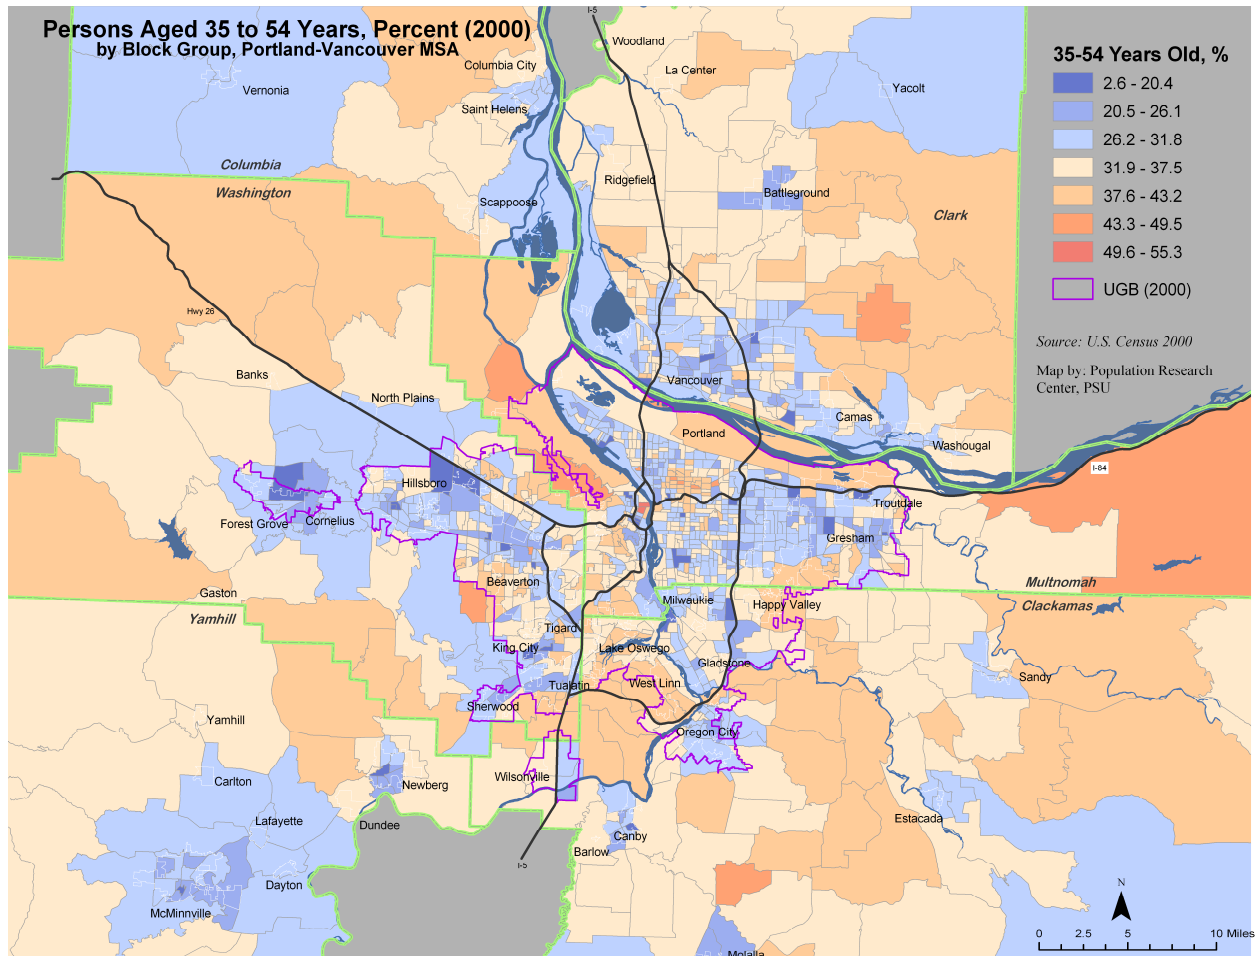 Persons Aged 35 to 54 Years, Percent (2000)
by Block Group, Portland-Vancouver MSA
35-54 Years Old, %
2.6 - 20.4
20.5 - 26.1
26.2 - 31.8
31.9 - 37.5
37.6 - 43.2
43.3 - 49.5
49.6 - 55.3
UGB (2000)
Source: U.S. Census 2000
Map by: Population Research
Center, PSU
I-5
Woodland
Columbia City
La Center
Vernonia
Yacolt
Saint Helens
Columbia
Washington
Ridgefield
Battleground
Scappoose
Clark
Hwy 26
Banks
Vancouver
North Plains
Camas
Portland
Washougal
I-84
Hillsboro
Troutdale
Forest Grove
Cornelius
Gresham
Beaverton
Multnomah
Gaston
Milwaukie
Happy Valley
Clackamas
Yamhill
Tigard
King City
Lake Oswego
Gladstone
Sandy
Tualatin
West Linn
Sherwood
Yamhill
Oregon City
Wilsonville
Carlton
Newberg
Lafayette
Dundee
Estacada
Canby
Barlow
I-5
Dayton
McMinnville
Molalla
N
0 2.5 5 10 Miles